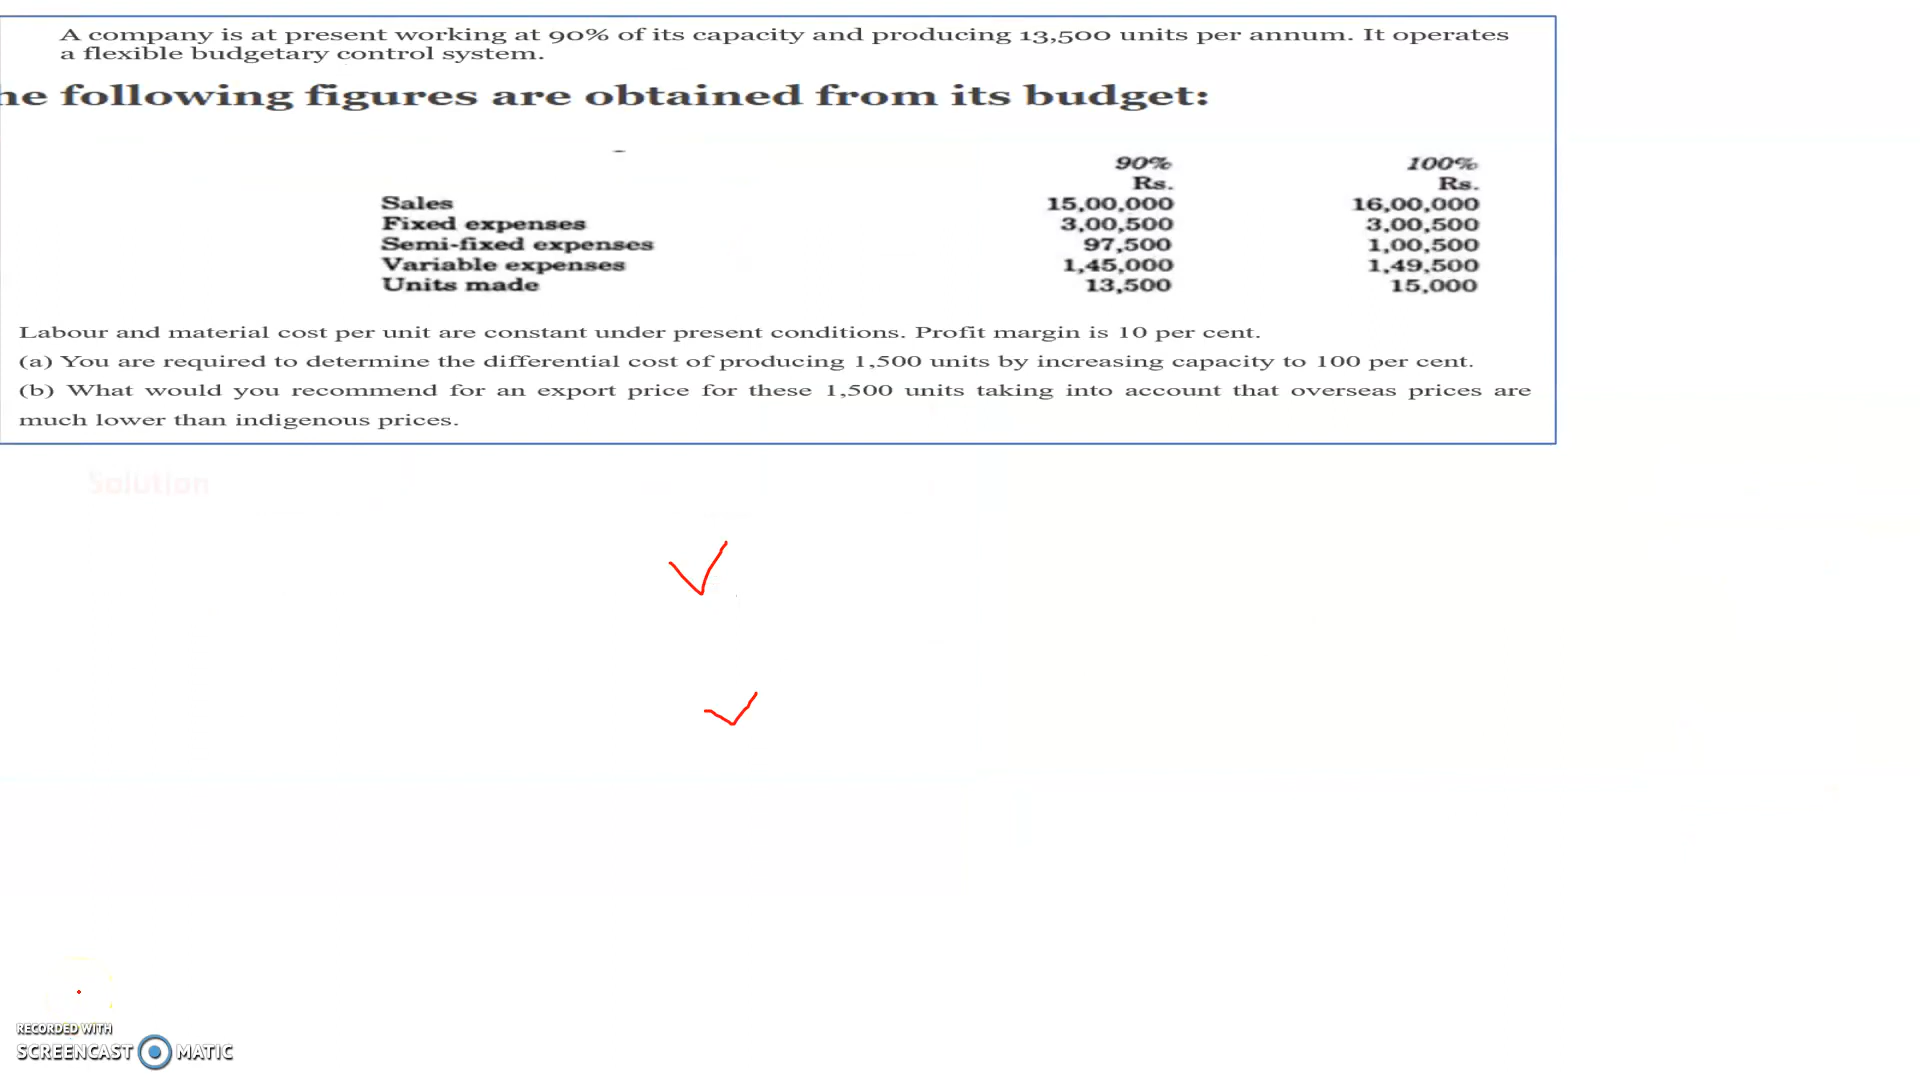 A company is at present working at 90% of its capacity and producing 13,500 units per annum. It operates
a flexible budgetary control system.
he following figures are obtained from its budget:
90% 100%
Rs. Rs.
Sales 15,00,000 16,00,000
Fixed expenses 3,00,500 3,00,500
Semi-fixed expenses 97,500 1,00,500
Variable expenses 1,45,000 1,49,500
Units made 13,500 15,000
Labour and material cost per unit are constant under present conditions. Profit margin is 10 per cent.
(a) You are required to determine the differential cost of producing 1,500 units by increasing capacity to 100 per cent.
(b) What would you recommend for an export price for these 1,500 units taking into account that overseas prices are
much lower than indigenous prices.
Solution
RECORDED WITH
SCREENCAST MATIC